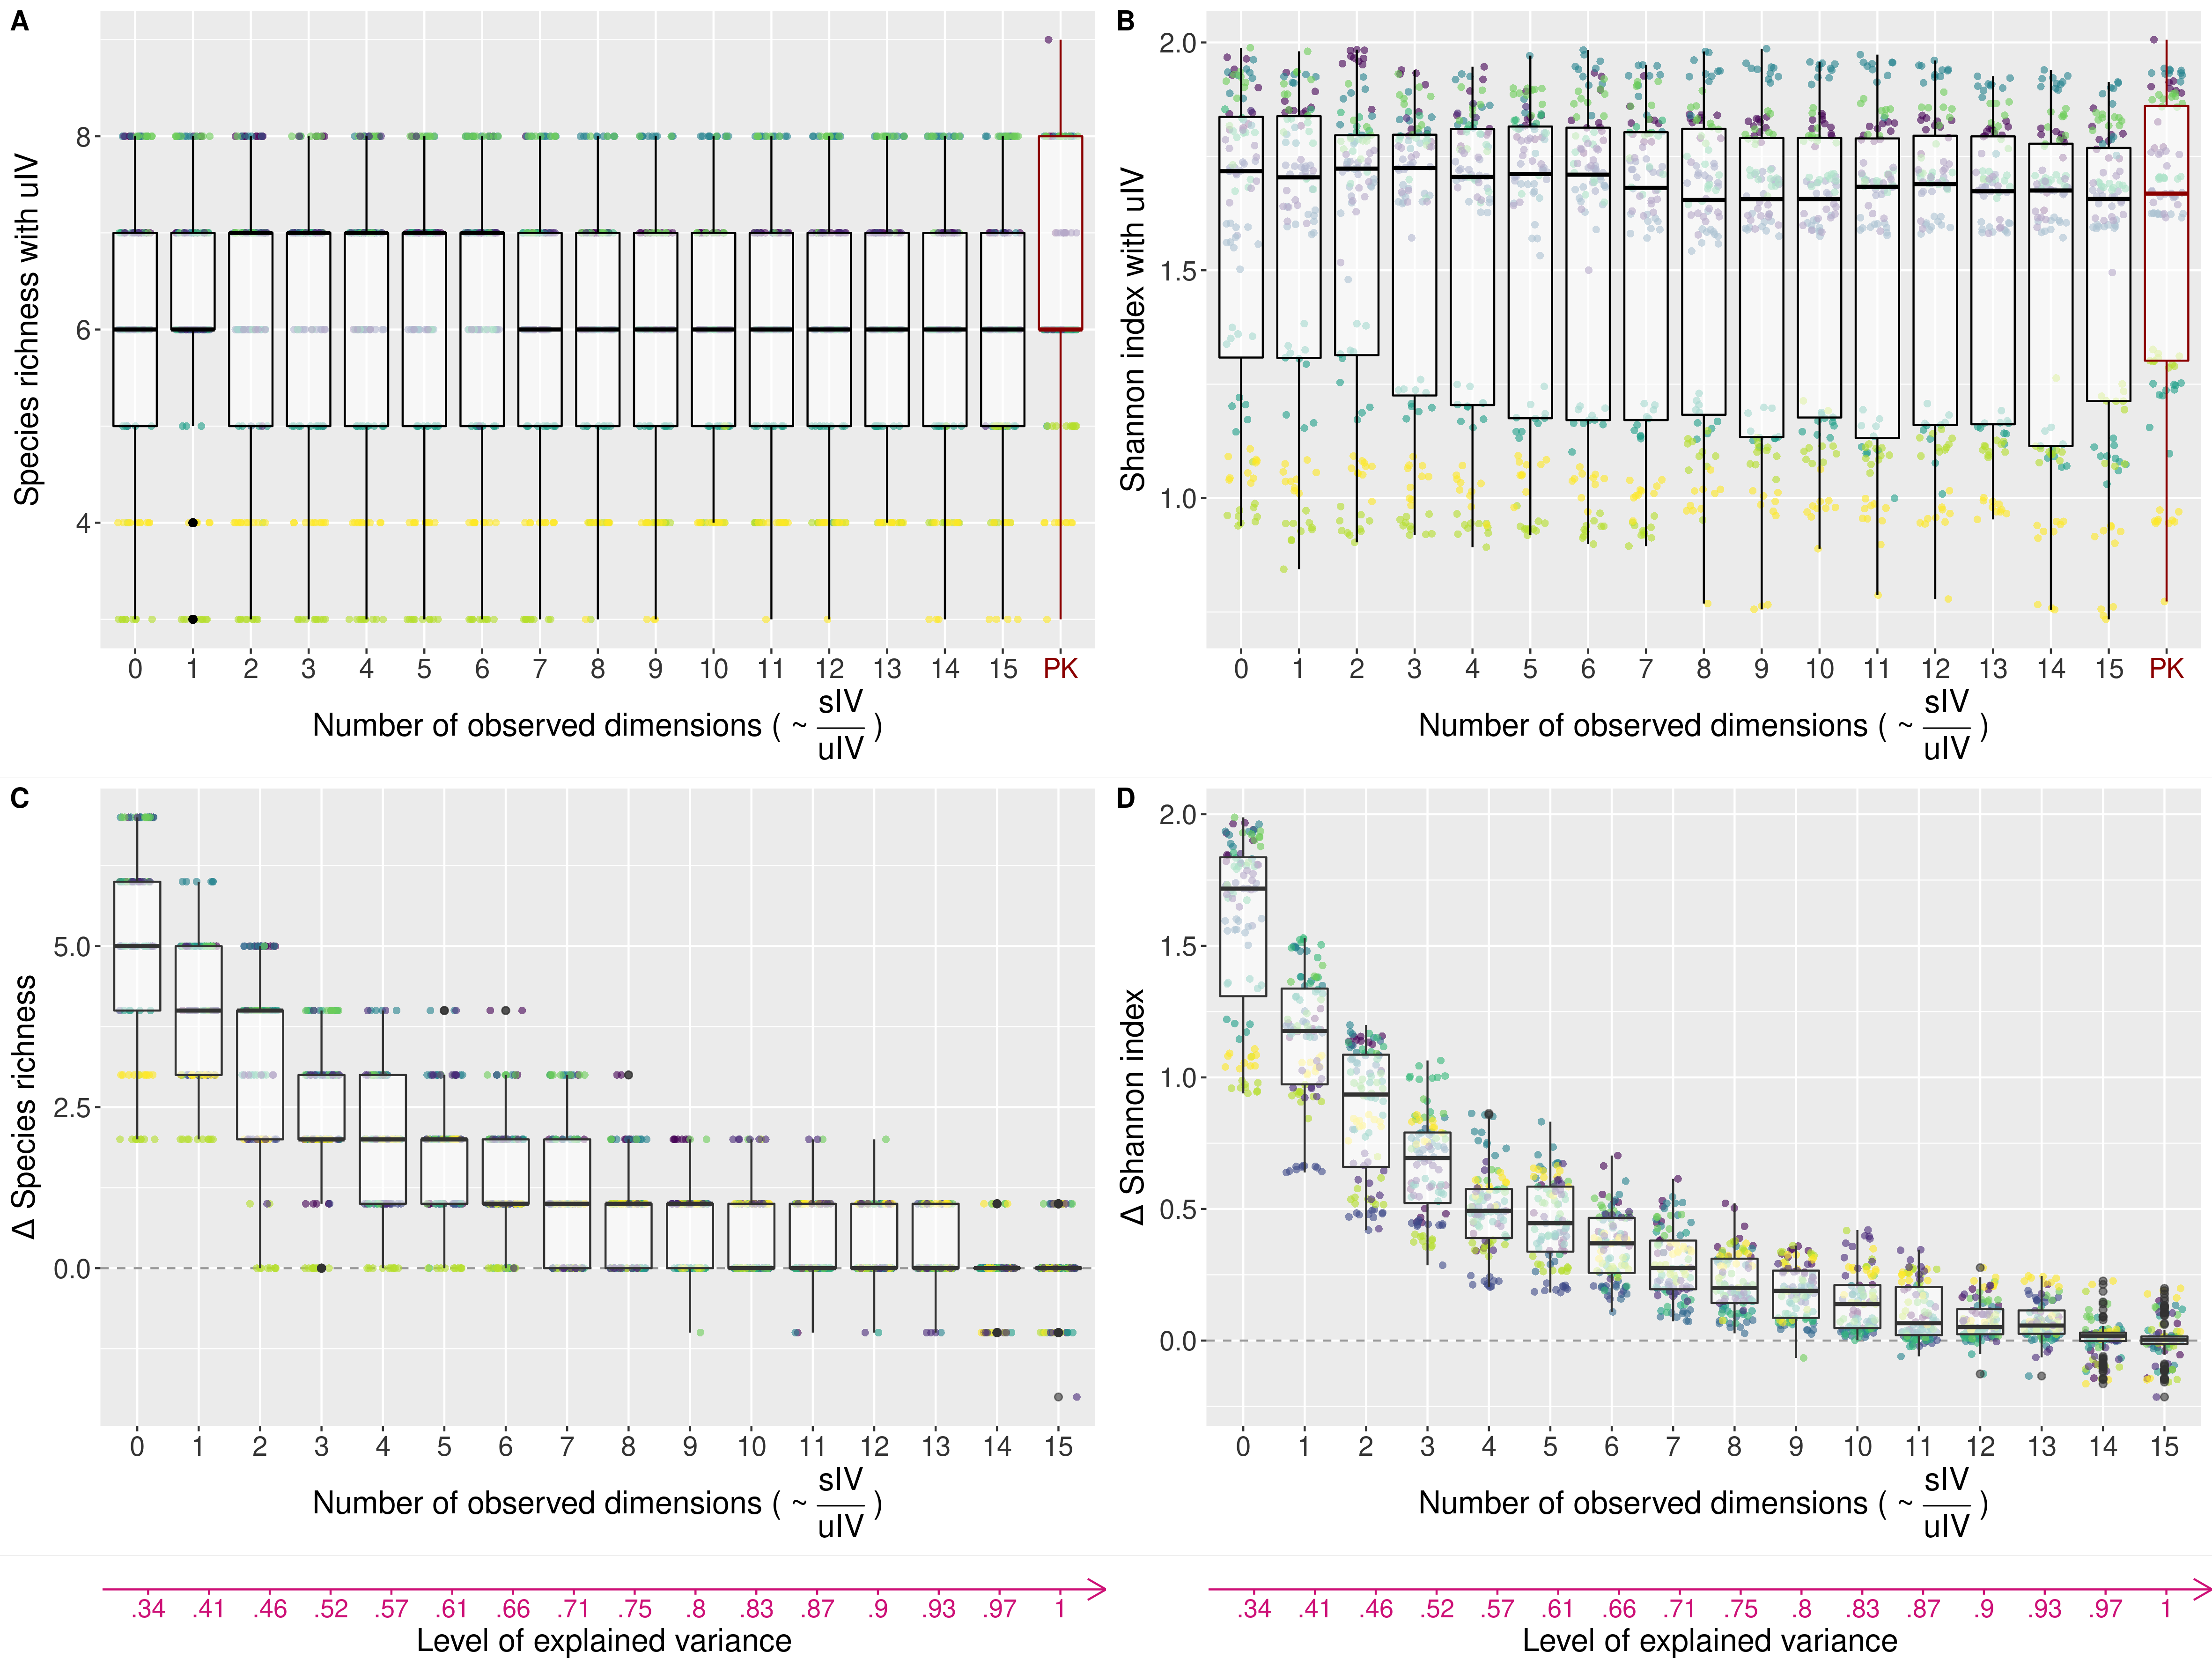 A
Species richness with uIV
8
6
4
0 1 2 3 4 5 6 7 8 9 10 11 12 13 14 15 PK
Number of observed dimensions ( ~ sIV/uIV )
B
Shannon index with uIV
2.0
1.5
1.0
0 1 2 3 4 5 6 7 8 9 10 11 12 13 14 15 PK
Number of observed dimensions ( ~ sIV/uIV )
C
Δ Species richness
5.0
2.5
0.0
0 1 2 3 4 5 6 7 8 9 10 11 12 13 14 15
Number of observed dimensions ( ~ sIV/uIV )
D
Δ Shannon index
2.0
1.5
1.0
0.5
0.0
0 1 2 3 4 5 6 7 8 9 10 11 12 13 14 15
Number of observed dimensions ( ~ sIV/uIV )
.34 .41 .46 .52 .57 .61 .66 .71 .75 .8 .83 .87 .9 .93 .97 1
Level of explained variance
.34 .41 .46 .52 .57 .61 .66 .71 .75 .8 .83 .87 .9 .93 .97 1
Level of explained variance